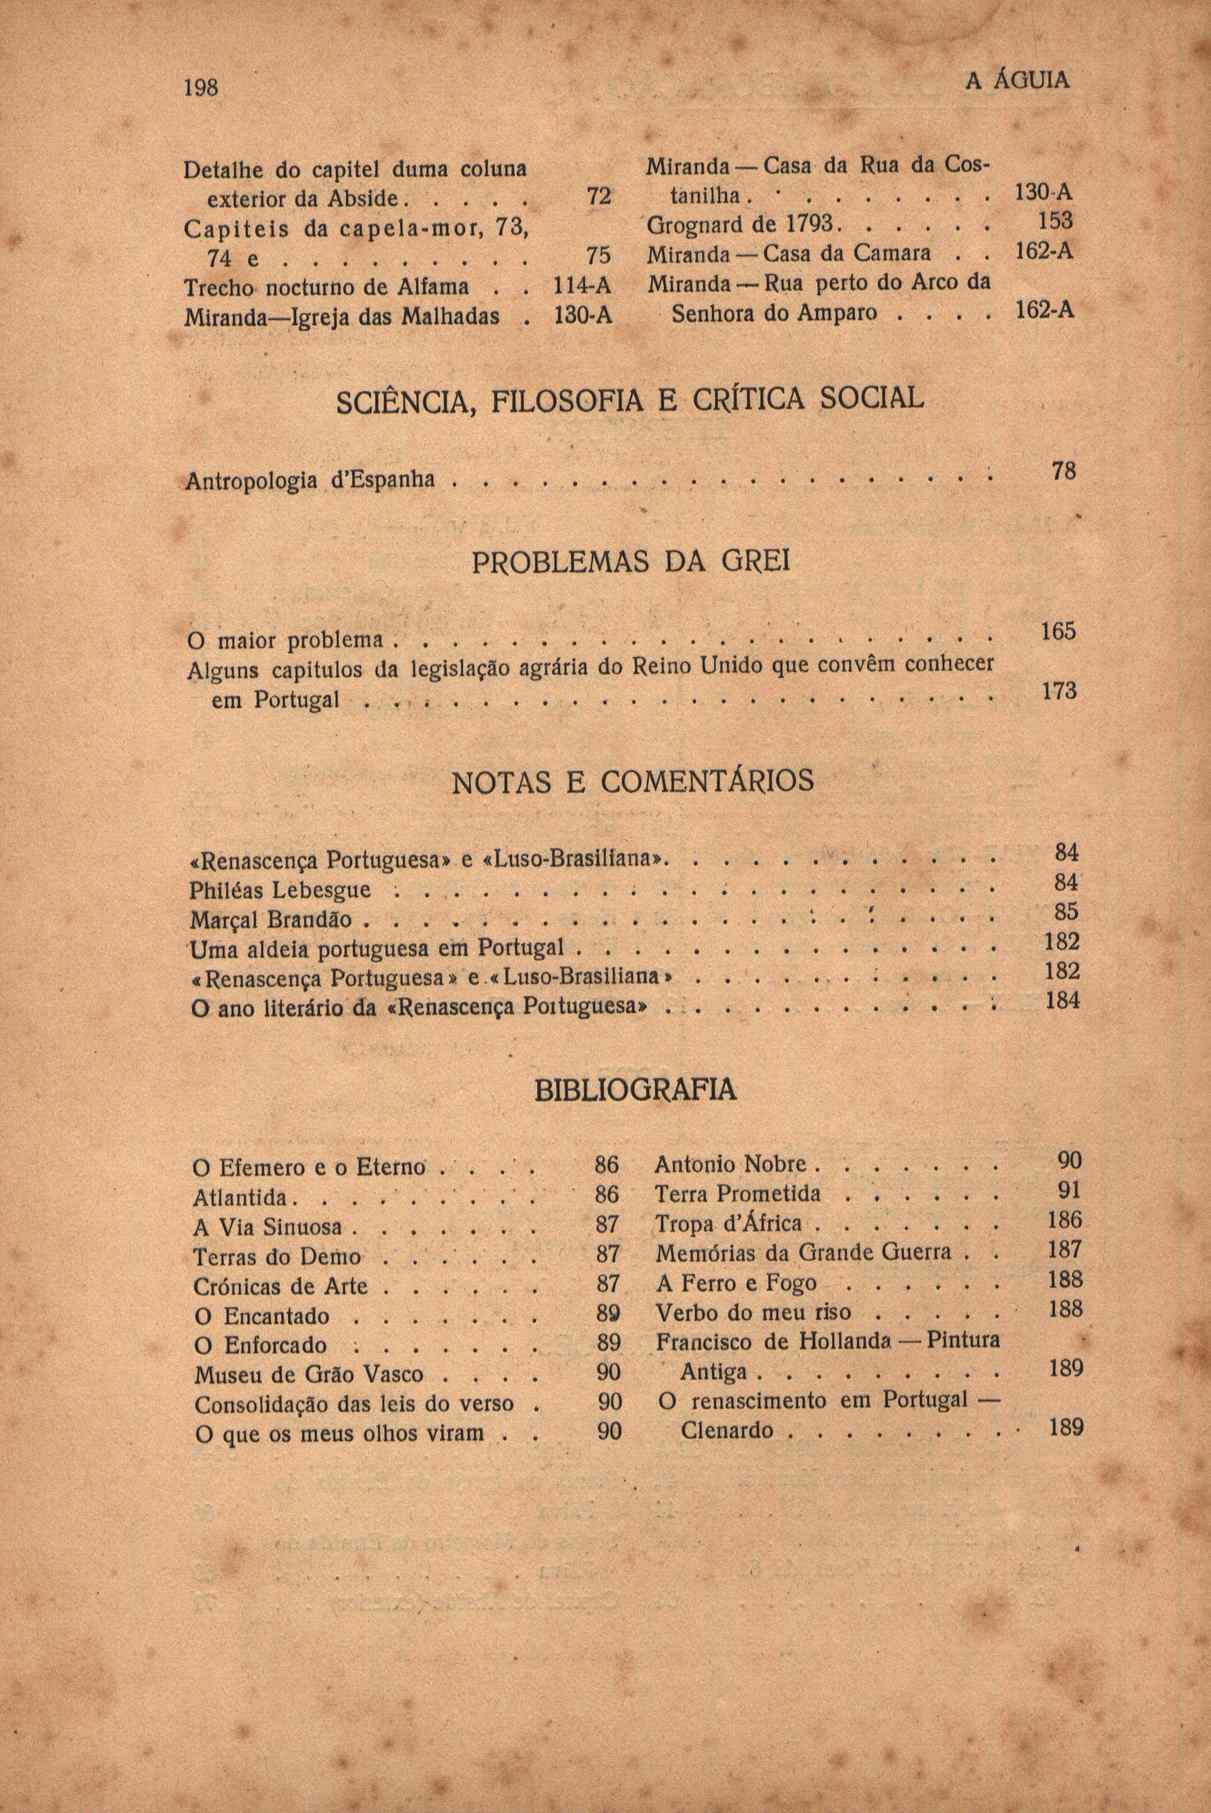 198
A ÁGUIA
Detalhe do capitel duma coluna
exterior da Abside. . . . . 72
Capiteis da capela-mor, 73,
74 e . . . . . . . . . 75
Trecho nocturno de Alfama . . 114-A
Miranda—Igreja das Malhadas . 130-A
Miranda — Casa da Rua da Cos-
tanilha . . . . . . . . . 130-A
Grognard de 1793. . . . . . 153
Miranda — Casa da Camara . . 162-A
Miranda — Rua perto do Arco da
Senhora do Amparo . . . . 162-A
SCIÊNCIA, FILOSOFIA E CRÍTICA SOCIAL
Antropologia d'Espanha . . . . . . . . . . . . . . . . . . . 78
PROBLEMAS DA GREI
O maior problema . . . . . . . . . . . . . . . . . . . . . 165
Alguns capitulos da legislação agrária do Reino Unido que convêm conhecer
em Portugal . . . . . . . . . . . . . . . . . . . . . . 173
NOTAS E COMENTÁRIOS
«Renascença Portuguesa» e «Luso-Brasiliana». . . . . . . . . . . . 84
Philéas Lebesgue . . . . . . . . . . . . . . . . . . . . . 84
Marçal Brandão . . . . . . . . . . . . . . . . . . . . . . 85
Uma aldeia portuguesa em Portugal . . . . . . . . . . . . . . . 182
«Renascença Portuguesa» e «Luso-Brasiliana» . . . . . . . . . . . 182
O ano literário da «Renascença Portuguesa» . . . . . . . . . . . . 184
BIBLIOGRAFIA
O Efemero e o Eterno . . . . 86
Atlantida . . . . . . . . . 86
A Via Sinuosa . . . . . . . 87
Terras do Demo . . . . . . 87
Crónicas de Arte . . . . . . 87
O Encantado . . . . . . . 89
O Enforcado . . . . . . . 89
Museu de Grão Vasco . . . . 90
Consolidação das leis do verso . 90
O que os meus olhos viram . . 90
Antonio Nobre . . . . . . . 90
Terra Prometida . . . . . . 91
Tropa d'África . . . . . . . 186
Memórias da Grande Guerra . . 187
A Ferro e Fogo . . . . . . 188
Verbo do meu riso . . . . . 188
Francisco de Hollanda — Pintura
Antiga . . . . . . . . . 189
O renascimento em Portugal —
Clenardo . . . . . . . . . 189